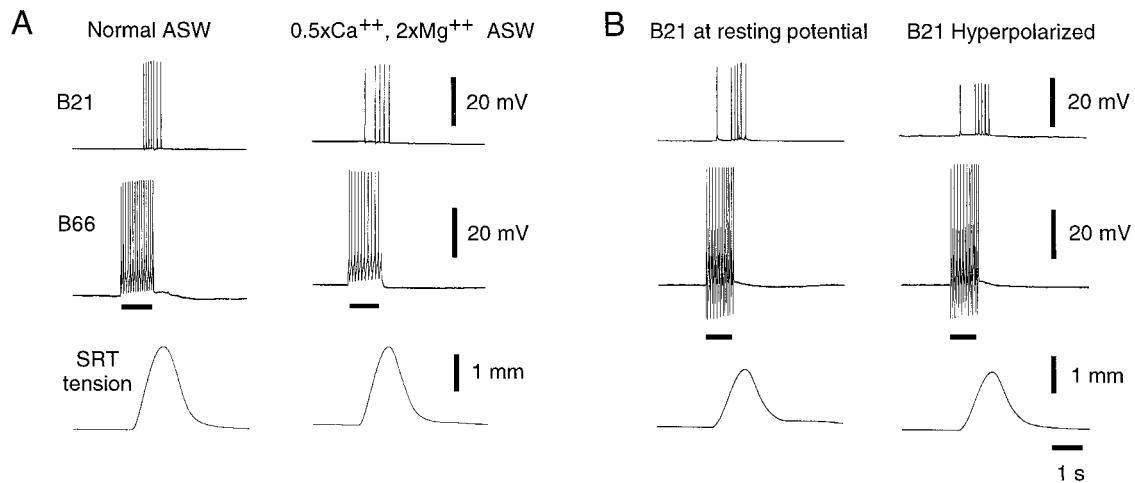 A
Normal ASW
0.5xCa++, 2xMg++ ASW
B21
20 mV
B66
20 mV
SRT
tension
1 mm
B
B21 at resting potential
B21 Hyperpolarized
20 mV
20 mV
1 mm
1 s